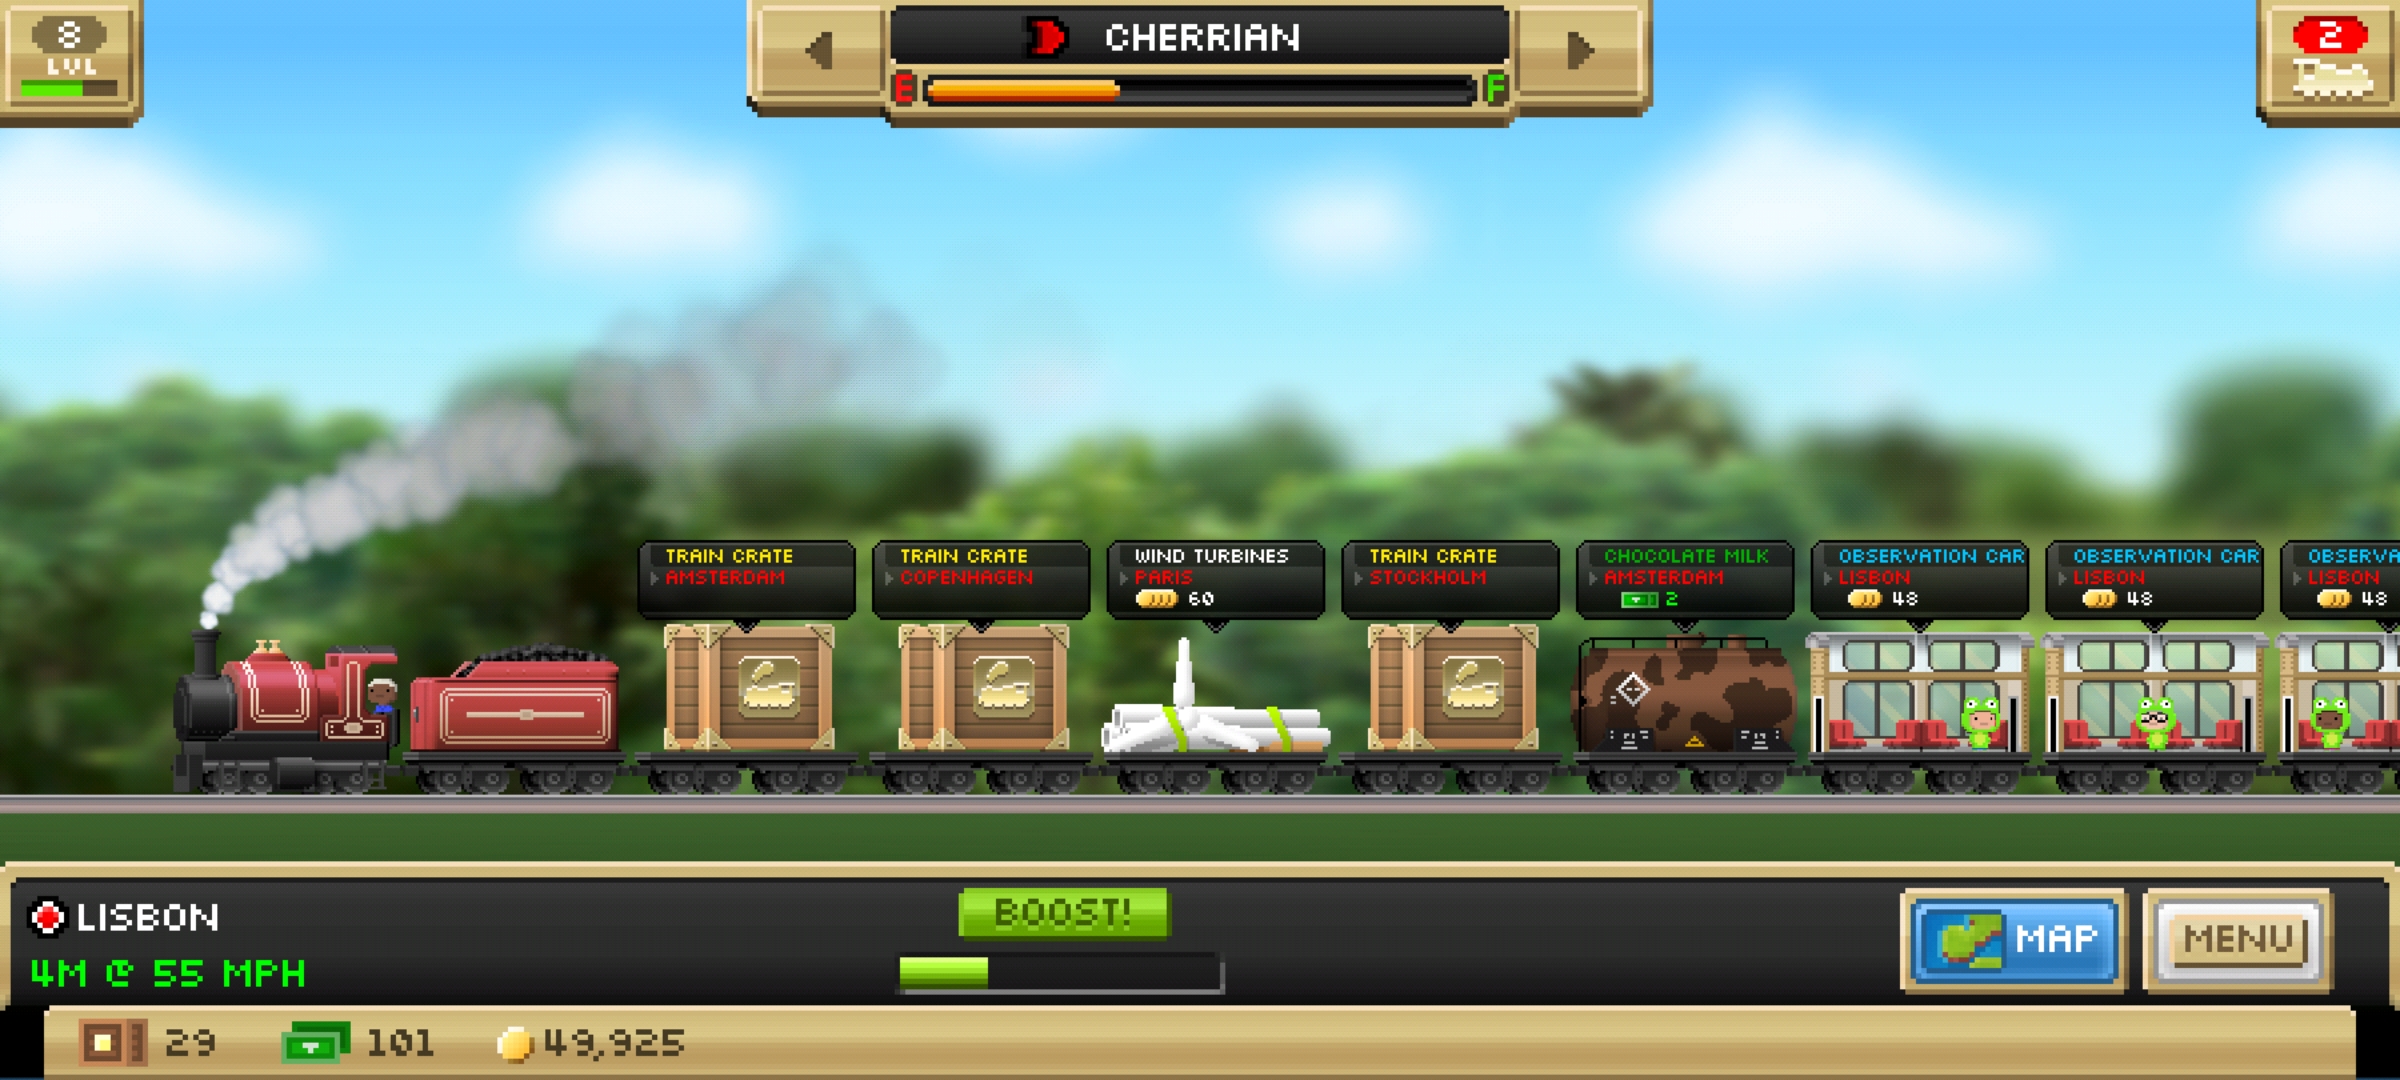 8
LVL
CHERRIAN
E F
2
TRAIN CRATE
AMSTERDAM
TRAIN CRATE
COPENHAGEN
WIND TURBINES
PARIS
60
TRAIN CRATE
STOCKHOLM
CHOCOLATE MILK
AMSTERDAM
2
OBSERVATION CAR
LISBON
48
OBSERVATION CAR
LISBON
48
OBSERVA
LISBON
48
LISBON
4M @ 55 MPH
BOOST!
MAP
MENU
29
101
49,925